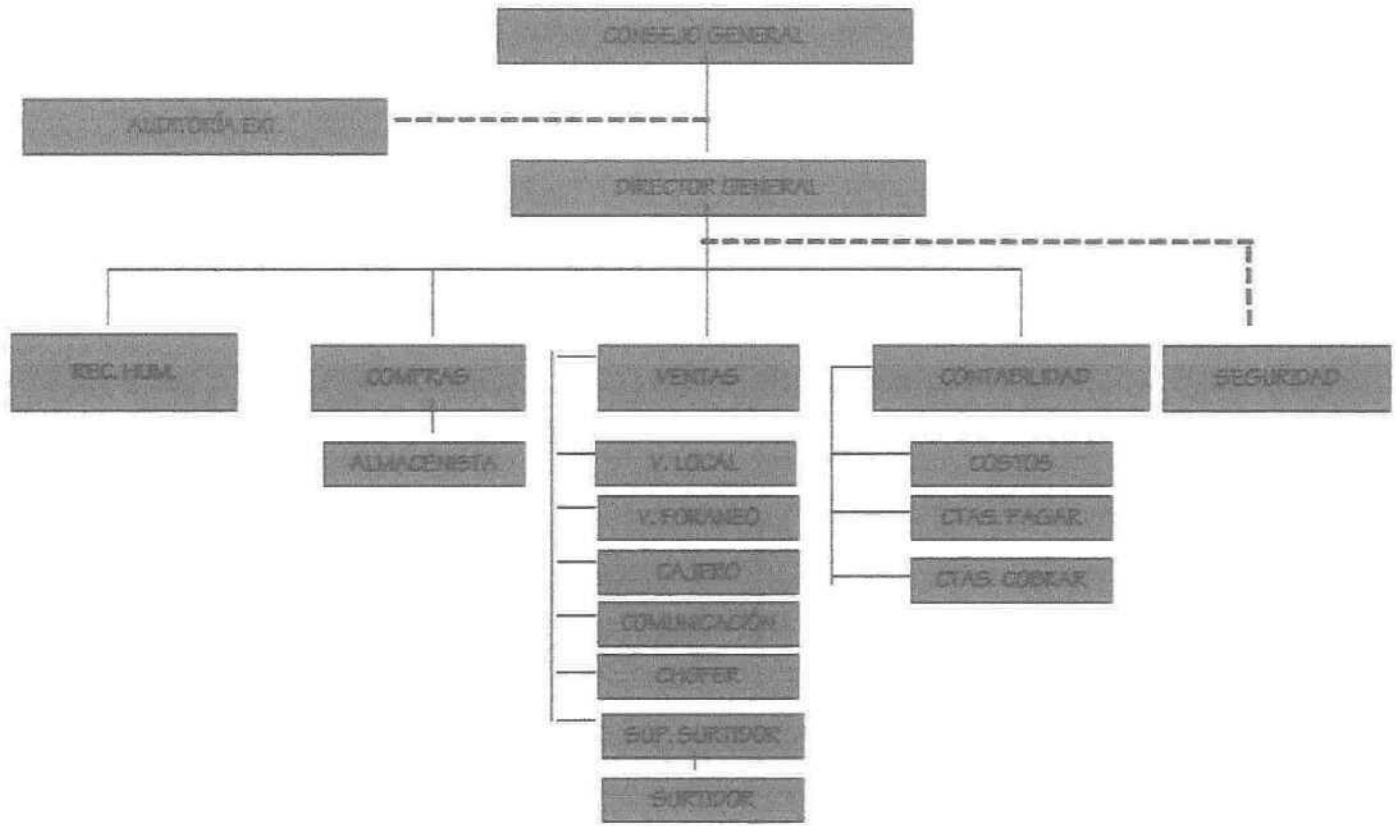 CONSEJO GENERAL
AUDITORÍA EXT.
DIRECTOR GENERAL
REC. HUM.
COMPRAS
VENTAS
CONTABILIDAD
SEGURIDAD
ALMACENISTA
V. LOCAL
COSTOS
V. FORANEO
CTAS. PAGAR
CAJERO
CTAS. COBRAR
COMUNICACIÓN
CHOFER
SUP. SURTIDOR
SURTIDOR